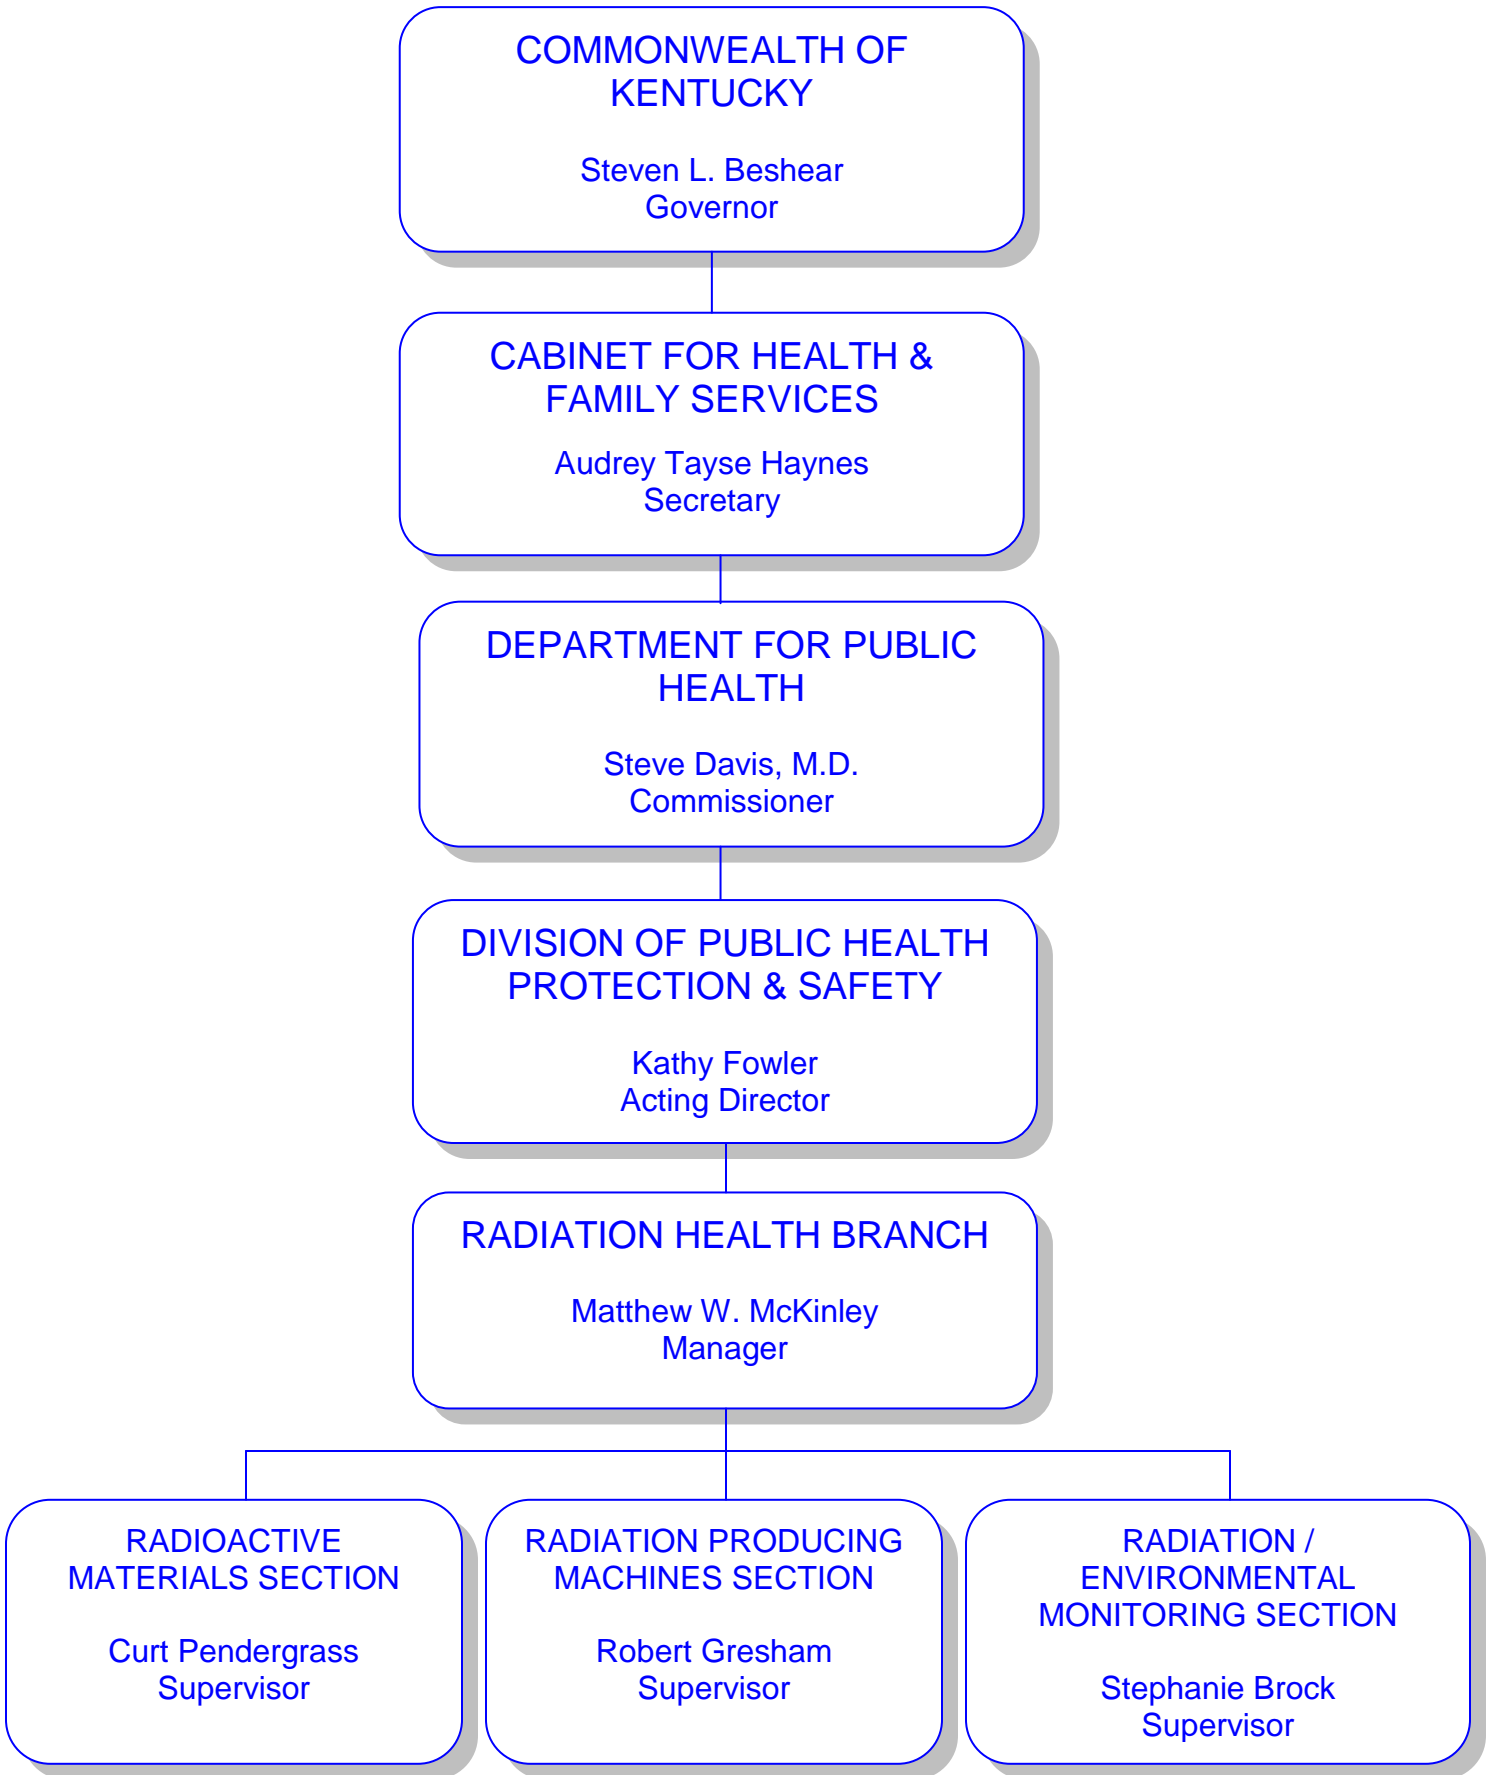 COMMONWEALTH OF
KENTUCKY
Steven L. Beshear
Governor
CABINET FOR HEALTH &
FAMILY SERVICES
Audrey Tayse Haynes
Secretary
DEPARTMENT FOR PUBLIC
HEALTH
Steve Davis, M.D.
Commissioner
DIVISION OF PUBLIC HEALTH
PROTECTION & SAFETY
Kathy Fowler
Acting Director
RADIATION HEALTH BRANCH
Matthew W. McKinley
Manager
RADIOACTIVE
MATERIALS SECTION
Curt Pendergrass
Supervisor
RADIATION PRODUCING
MACHINES SECTION
Robert Gresham
Supervisor
RADIATION /
ENVIRONMENTAL
MONITORING SECTION
Stephanie Brock
Supervisor